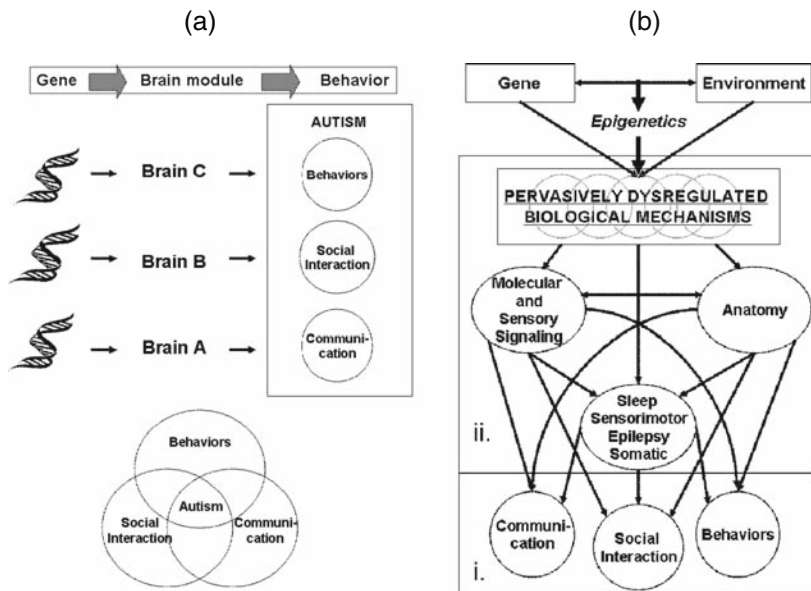 (a)
Gene
Brain module
Behavior
AUTISM
Brain C
Behaviors
Brain B
Social
Interaction
Brain A
Communi-
cation
Behaviors
Autism
Social
Interaction
Communi-
cation
(b)
Gene
Environment
Epigenetics
PERVASIVELY DYSREGULATED
BIOLOGICAL MECHANISMS
Molecular
and
Sensory
Signaling
Anatomy
Sleep
Sensorimotor
Epilepsy
Somatic
ii.
Communi-
cation
Social
Interaction
Behaviors
i.